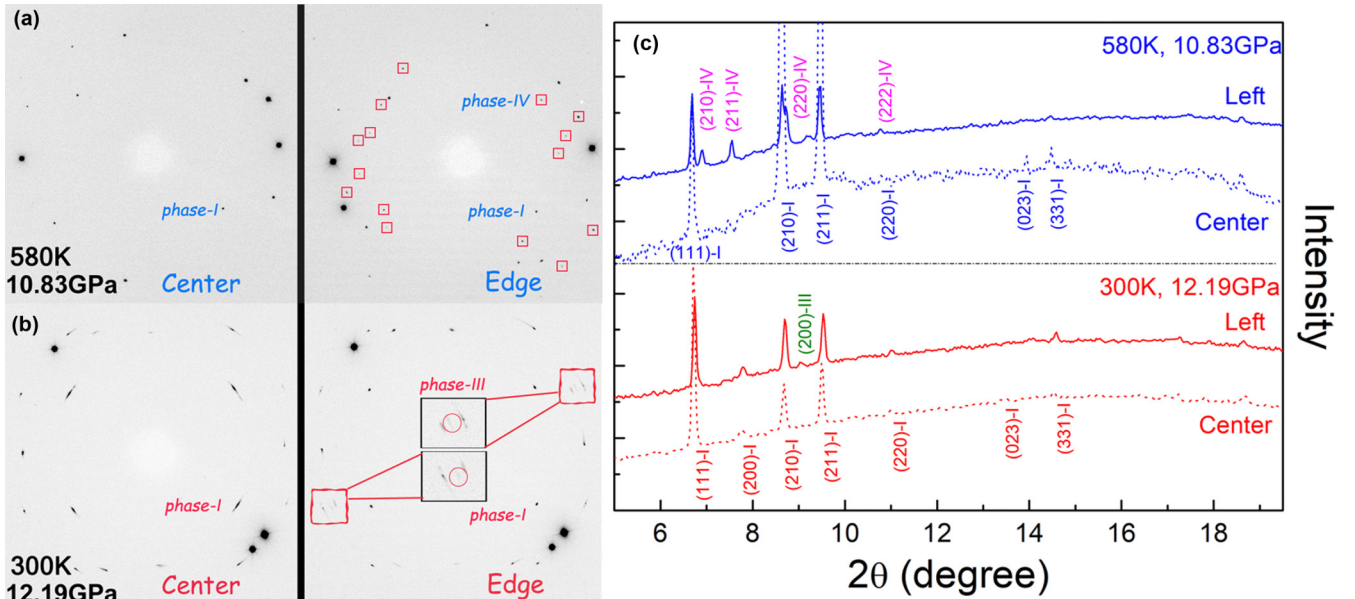 (a)
phase-I
580K
10.83GPa
Center
phase-IV
phase-I
Edge
(b)
phase-I
300K
12.19GPa
Center
phase-III
phase-I
Edge
(c)
580K, 10.83GPa
Left
(210)-IV
(211)-IV
(220)-IV
(222)-IV
Center
(111)-I
(210)-I
(211)-I
(220)-I
(023)-I
(331)-I
300K, 12.19GPa
Left
(200)-III
Center
(111)-I
(200)-I
(210)-I
(211)-I
(220)-I
(023)-I
(331)-I
6 8 10 12 14 16 18
2θ (degree)
Intensity